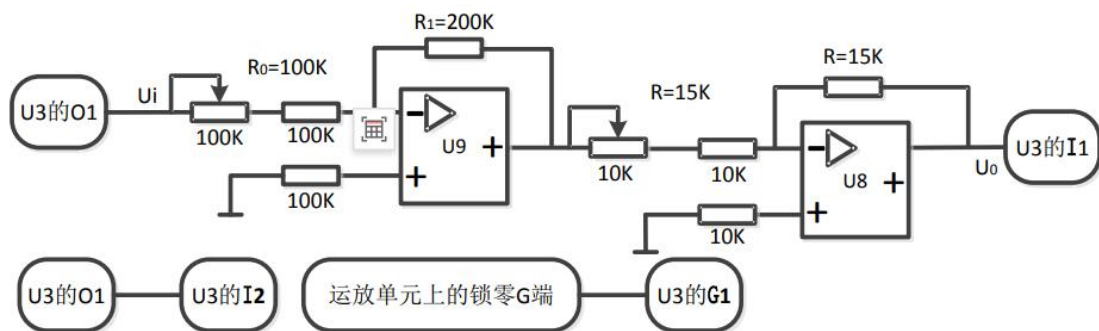 R1=200K
R0=100K
R=15K
R=15K
U3的O1
Ui
100K
100K
-
U9
+
+
100K
10K
10K
-
U8
+
+
10K
U0
U3的I1
U3的O1
U3的I2
运放单元上的锁零G端
U3的G1